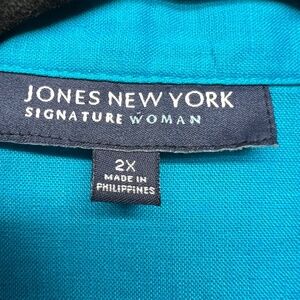 JONES NEW YORK
SIGNATURE WOMAN
2X
MADE IN
PHILIPPINES